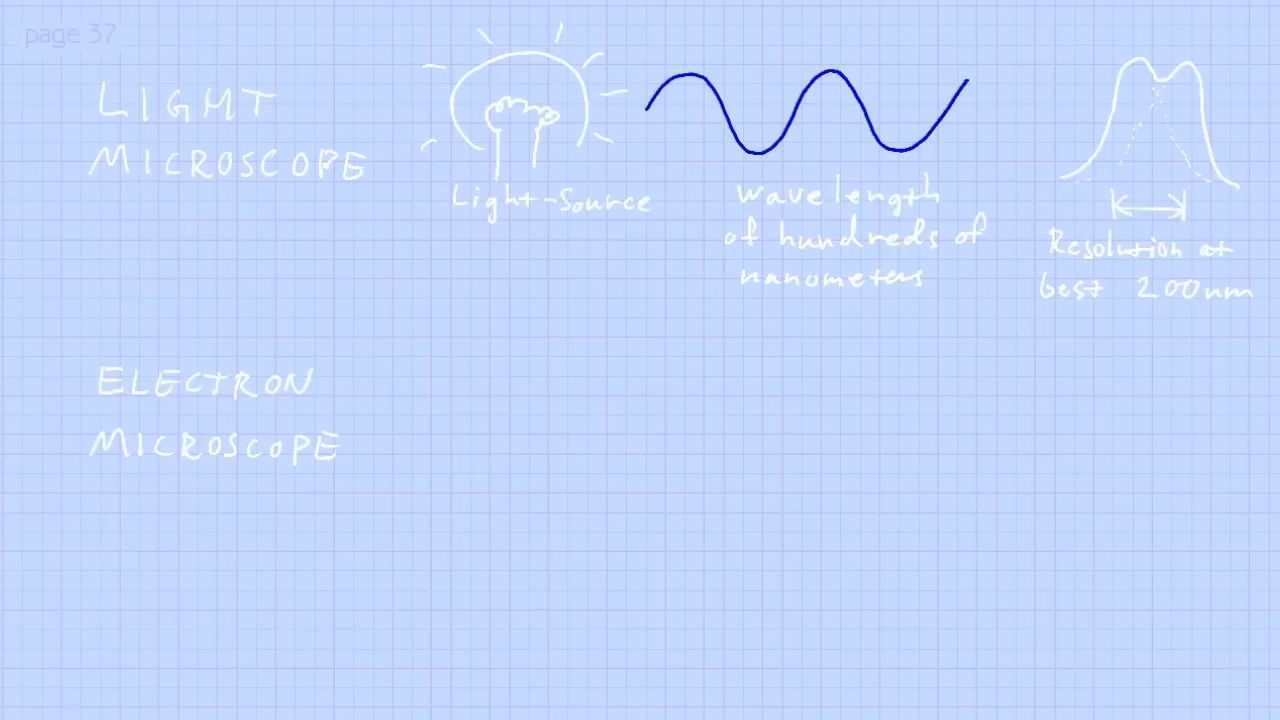 page 37
LIGHT
MICROSCOPE
Light-Source
Wavelength
of hundreds of
nanometers
Resolution at
best 200nm
ELECTRON
MICROSCOPE